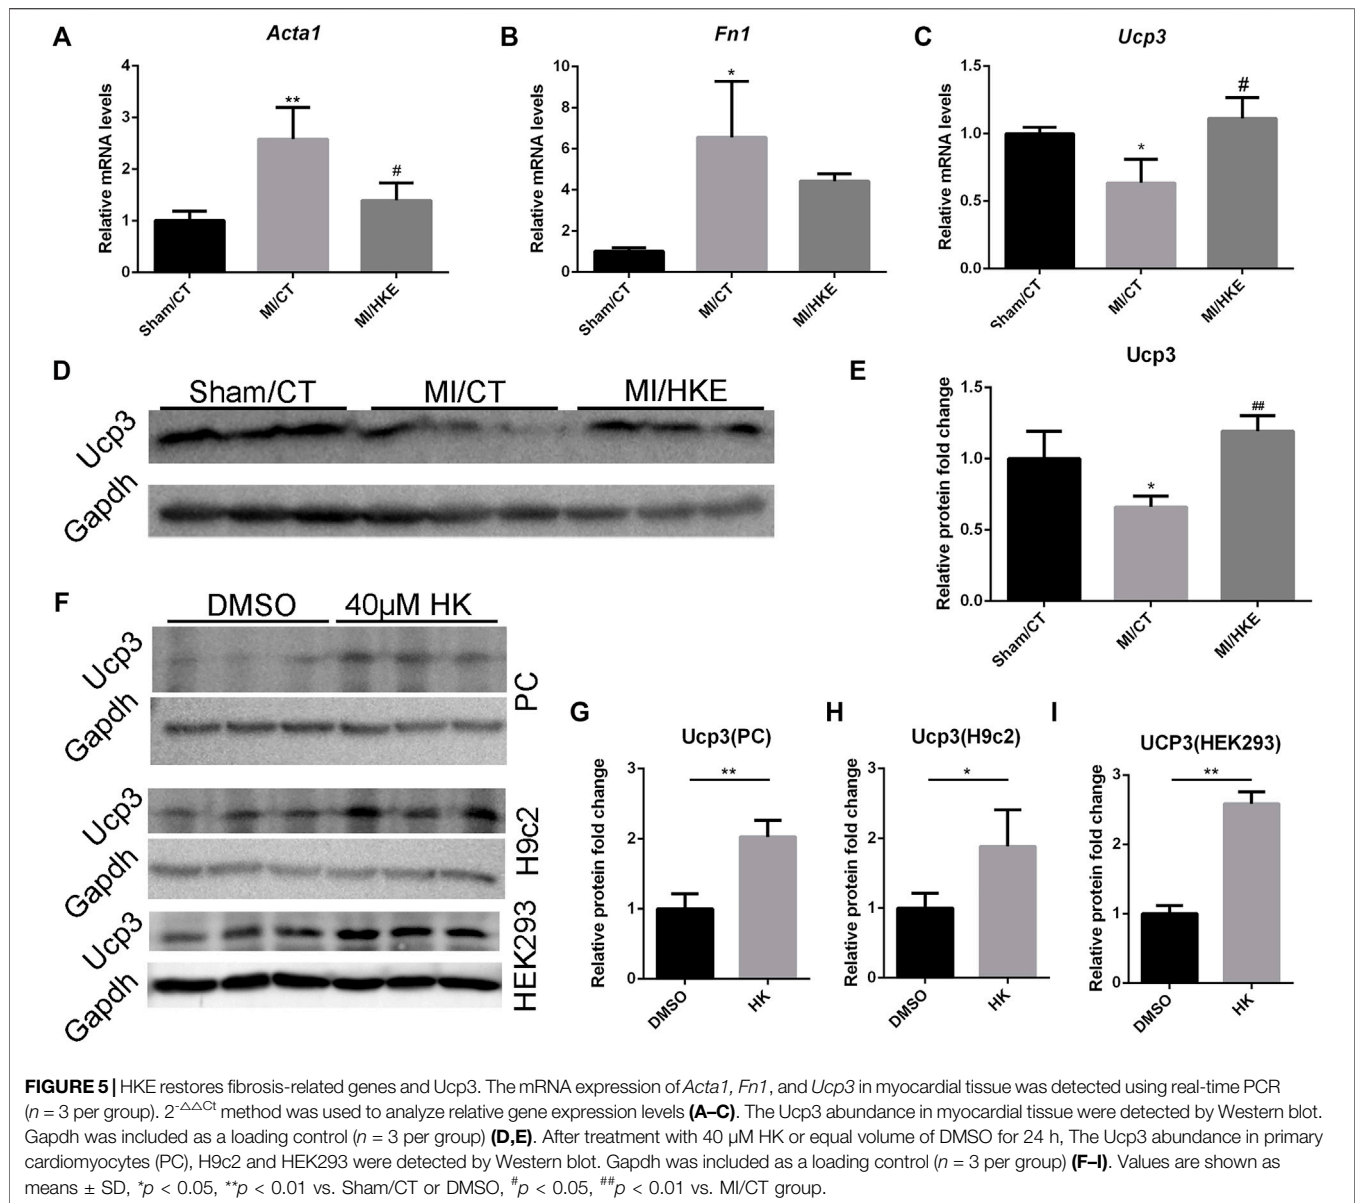 A
Acta1
Relative mRNA levels
4
3
2
1
0
**
#
Sham/CT
MI/CT
MI/HKE
B
Fn1
Relative mRNA levels
10
8
6
4
2
0
*
Sham/CT
MI/CT
MI/HKE
C
Ucp3
Relative mRNA levels
1.5
1.0
0.5
0.0
*
#
Sham/CT
MI/CT
MI/HKE
D
Sham/CT MI/CT MI/HKE
Ucp3
Gapdh
E
Ucp3
Relative protein fold change
1.5
1.0
0.5
0.0
*
##
Sham/CT
MI/CT
MI/HKE
F
DMSO 40µM HK
Ucp3
Gapdh
PC
Ucp3
Gapdh
H9c2
Ucp3
Gapdh
HEK293
G
Ucp3(PC)
Relative protein fold change
3
2
1
0
**
DMSO
HK
H
Ucp3(H9c2)
Relative protein fold change
3
2
1
0
*
DMSO
HK
I
UCP3(HEK293)
Relative protein fold change
3
2
1
0
**
DMSO
HK
FIGURE 5 | HKE restores fibrosis-related genes and Ucp3. The mRNA expression of Acta1, Fn1, and Ucp3 in myocardial tissue was detected using real-time PCR
(n = 3 per group). 2-△△Ct method was used to analyze relative gene expression levels (A–C). The Ucp3 abundance in myocardial tissue were detected by Western blot.
Gapdh was included as a loading control (n = 3 per group) (D,E). After treatment with 40 µM HK or equal volume of DMSO for 24 h, The Ucp3 abundance in primary
cardiomyocytes (PC), H9c2 and HEK293 were detected by Western blot. Gapdh was included as a loading control (n = 3 per group) (F–I). Values are shown as
means ± SD, *p < 0.05, **p < 0.01 vs. Sham/CT or DMSO, #p < 0.05, ##p < 0.01 vs. MI/CT group.